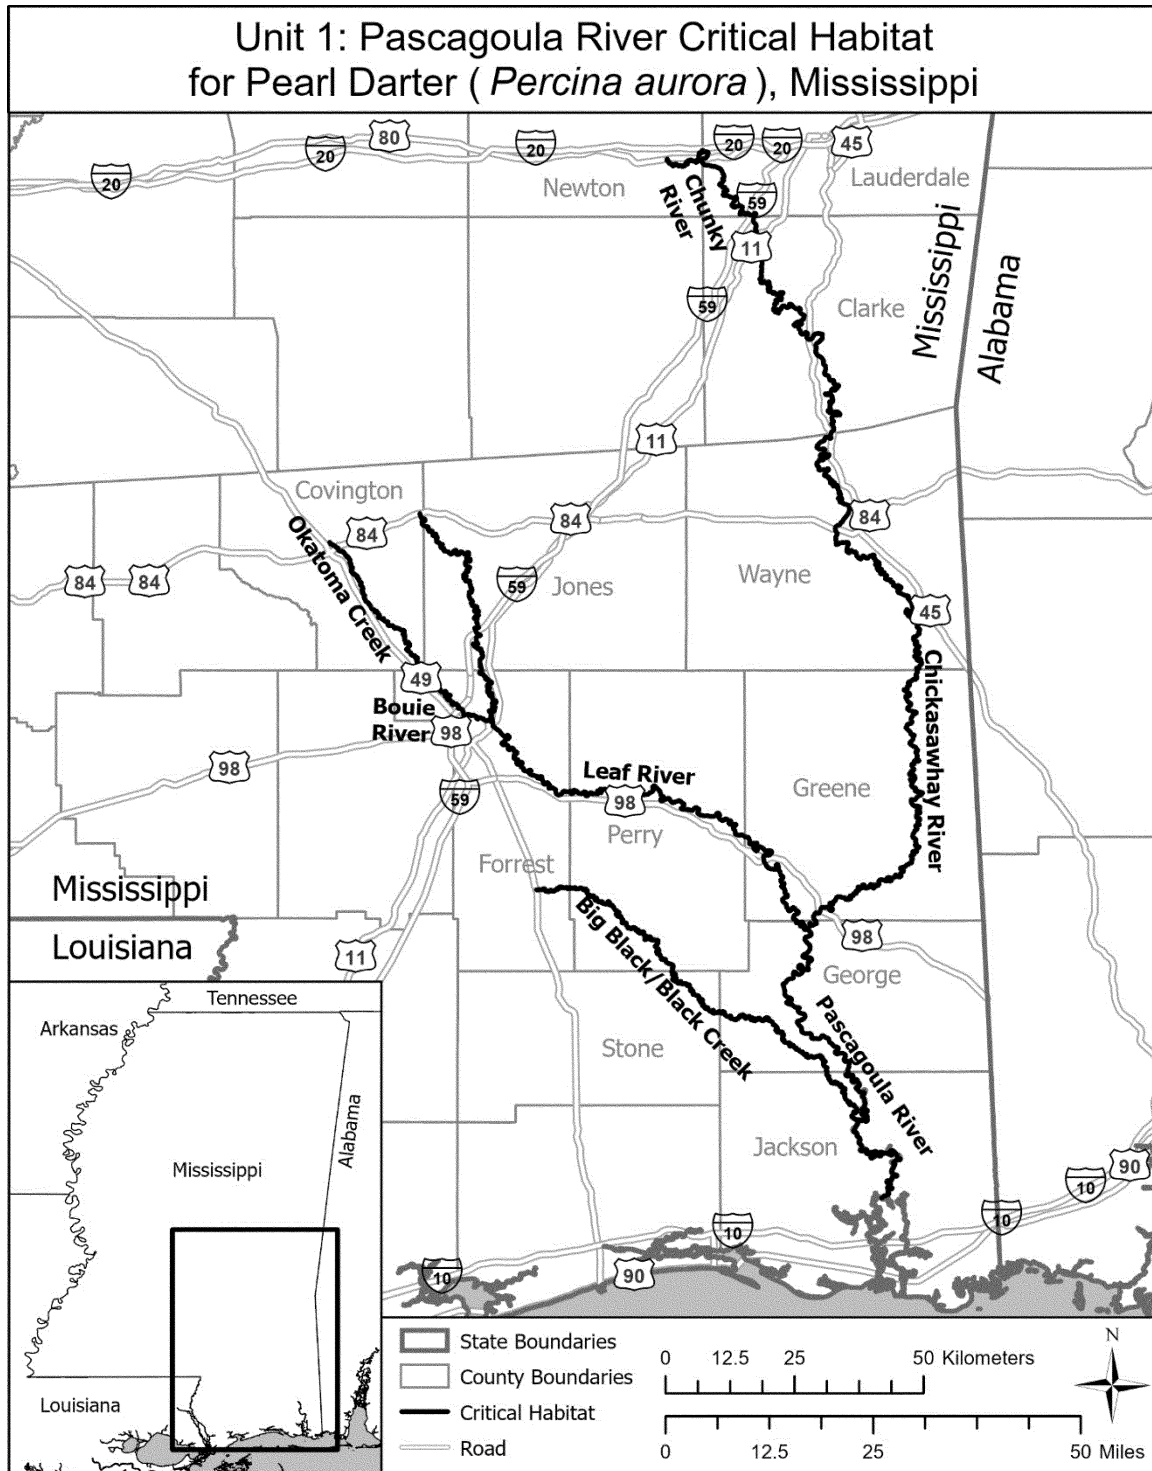 Unit 1: Pascagoula River Critical Habitat
for Pearl Darter (Percina aurora), Mississippi
80
20
20
20
20
20
45
Newton
Lauderdale
Chunky
River
59
11
59
Clarke
Mississippi
Alabama
11
Covington
84
84
84
84
84
Okatoma Creek
59
Jones
Wayne
45
49
Bouie
River
98
98
Chickasawhay River
Leaf River
98
59
Greene
Perry
Forrest
Mississippi
Louisiana
11
Big Black/Black Creek
98
George
Pascagoula River
Stone
Jackson
90
10
10
10
10
90
Tennessee
Arkansas
Alabama
Mississippi
Louisiana
State Boundaries
County Boundaries
Critical Habitat
Road
0 12.5 25 50 Kilometers
0 12.5 25 50 Miles
N